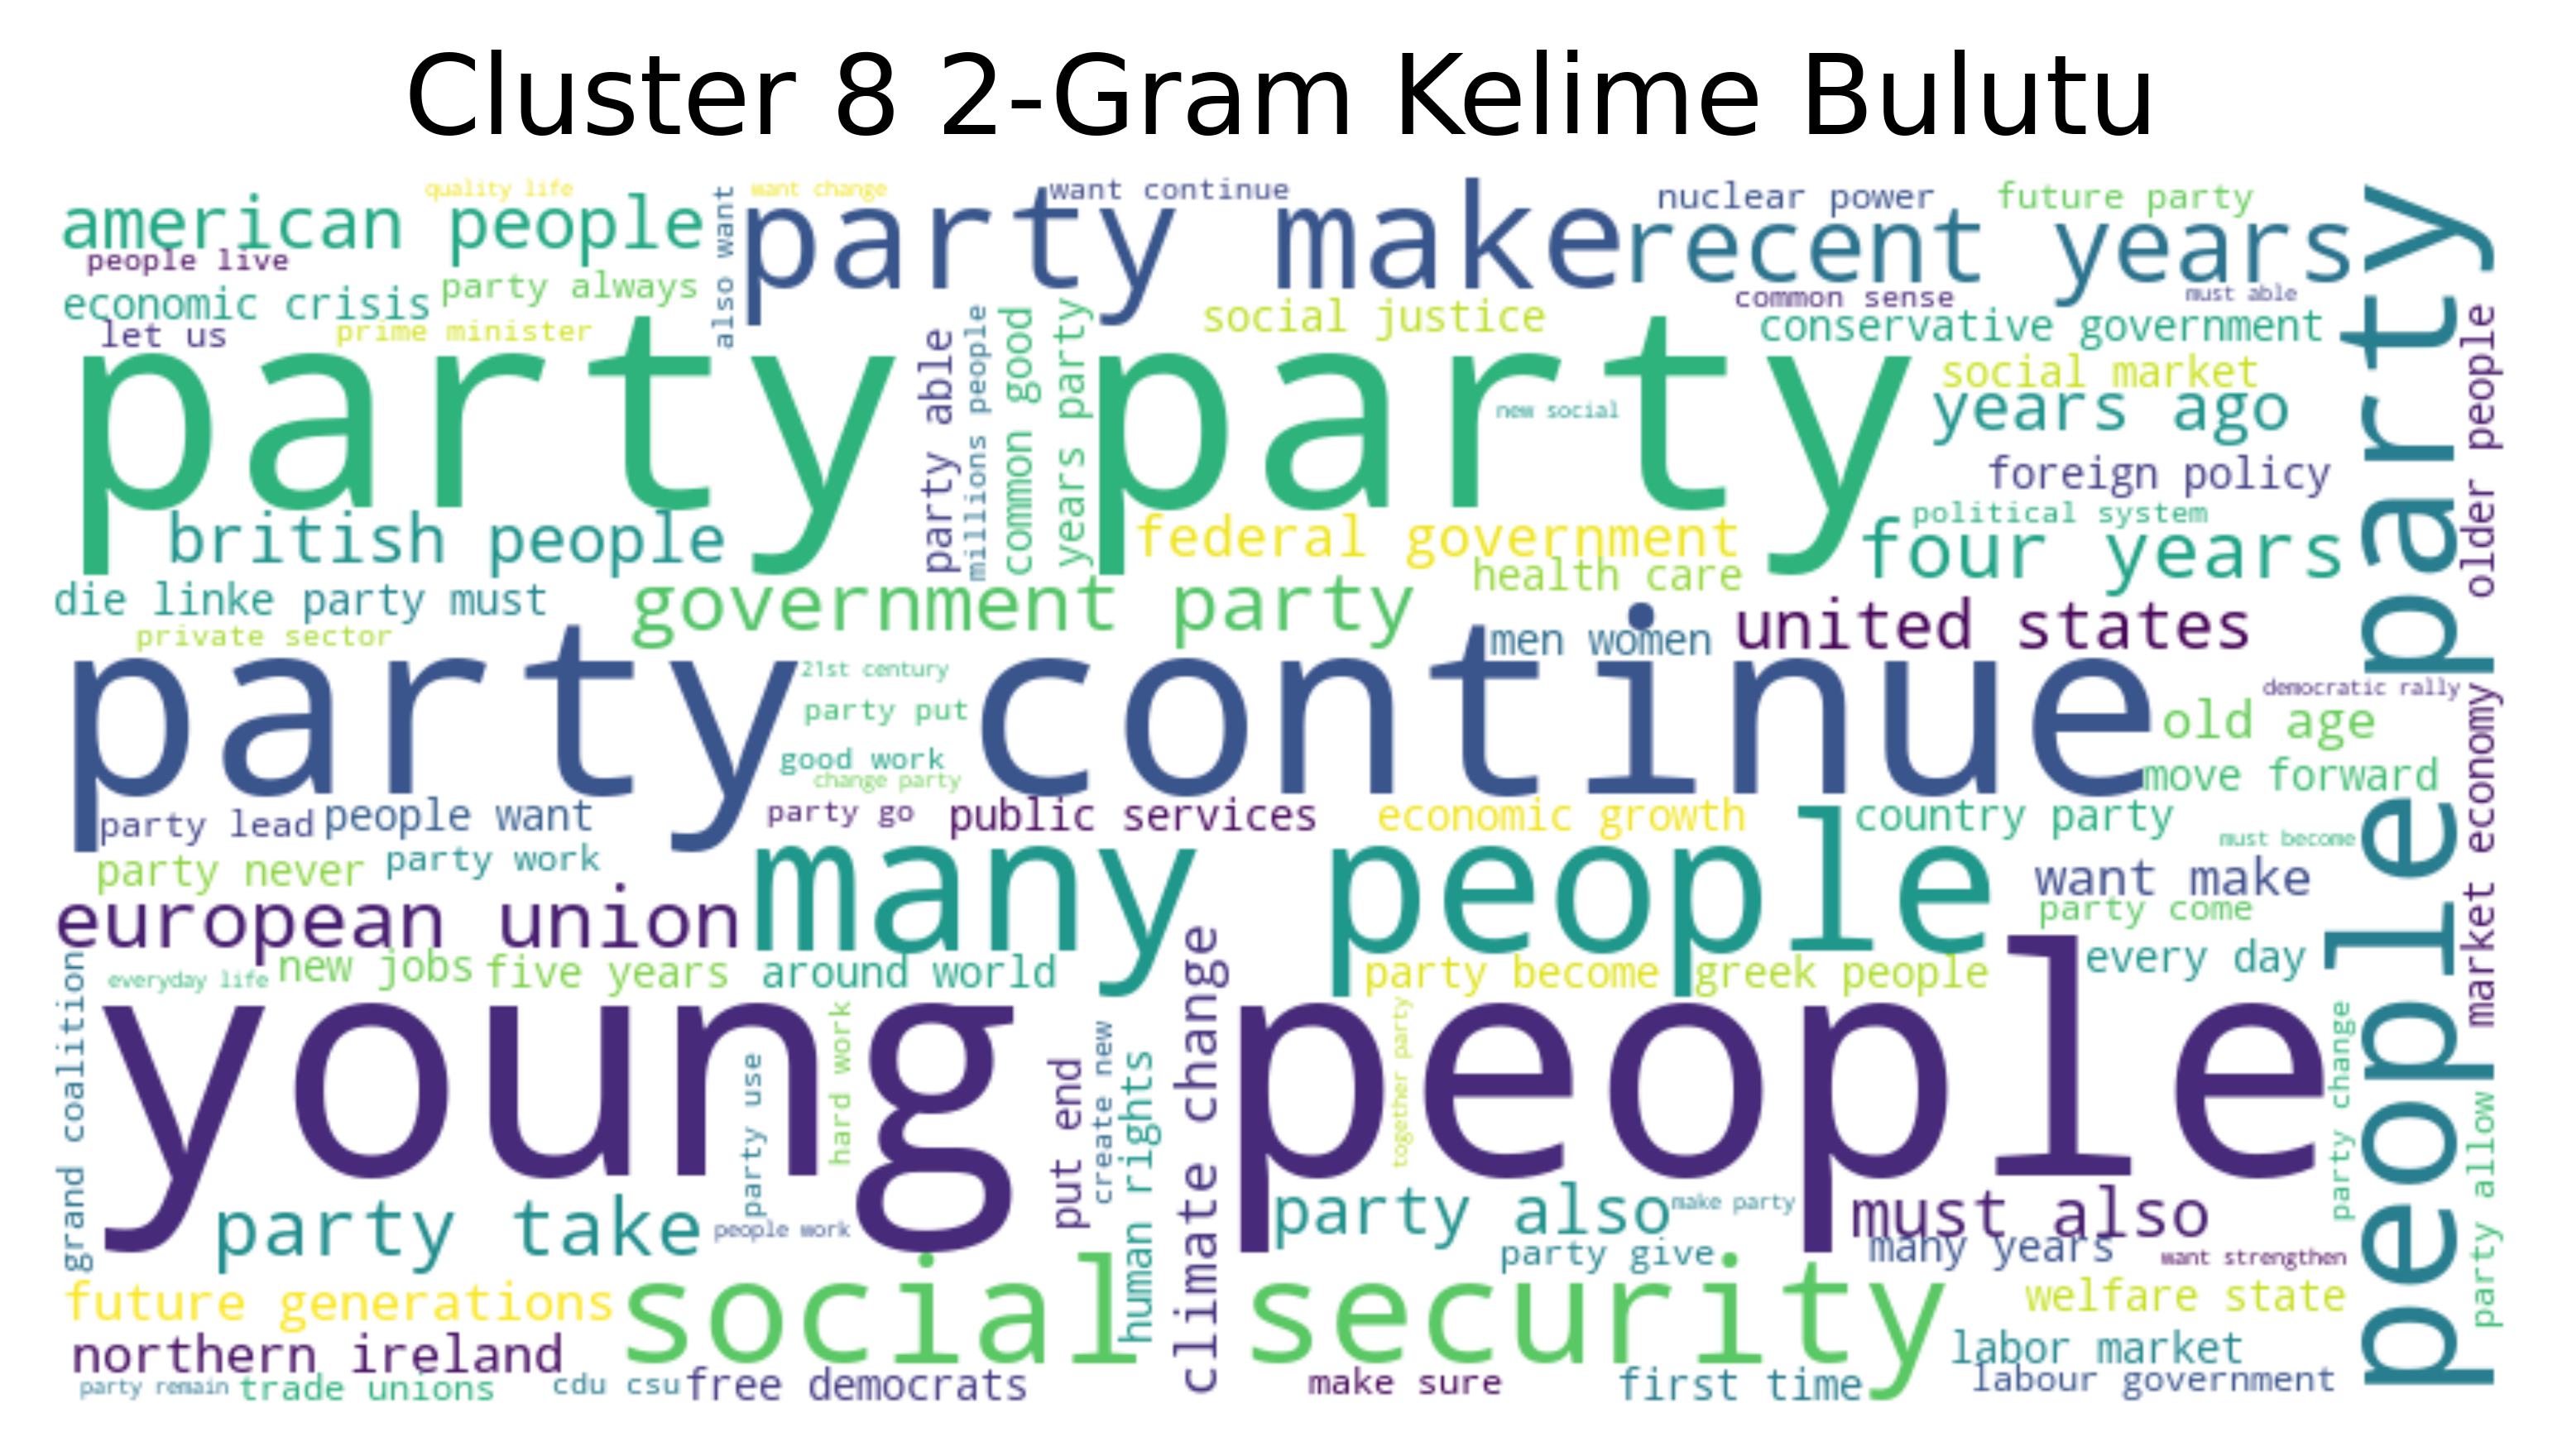 Cluster 8 2-Gram Kelime Bulutu
quality life
want change
want continue
nuclear power
future party
american people
also want
party make
recent years
people party
people live
economic crisis
party always
common sense
must able
let us
prime minister
social justice
conservative government
party party
party able
millions people
common good
years party
new social
social market
years ago
older people
foreign policy
british people
federal government
political system
four years
health care
die linke
party must
government party
private sector
men women
united states
party continue
21st century
party put
democratic rally
old age
good work
change party
move forward
market economy
party lead
people want
party go
public services
economic growth
country party
must become
party never
party work
many people
want make
party come
european union
every day
everyday life
new jobs
five years
around world
party become
greek people
grand coalition
young people
party use
hard work
put end
create new
human rights
climate change
together party
party change
party allow
party take
people work
party also
make party
must also
party give
many years
want strengthen
future generations
social security
welfare state
northern ireland
labor market
party remain
trade unions
cdu csu
free democrats
make sure
first time
labour government